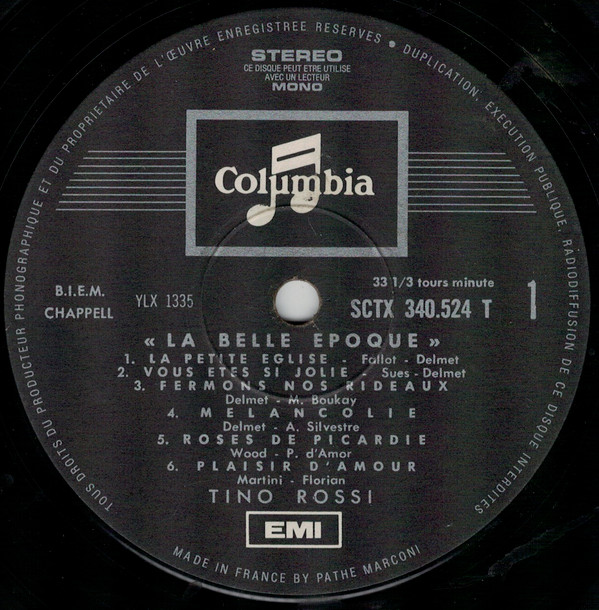 TOUS DROITS DU PRODUCTEUR PHONOGRAPHIQUE ET DU PROPRIETAIRE DE L'ŒUVRE ENREGISTREE RESERVES • DUPLICATION, EXECUTION PUBLIQUE, RADIODIFFUSION DE CE DISQUE INTERDITES
STEREO
CE DISQUE PEUT ETRE UTILISE
AVEC UN LECTEUR
MONO
Columbia
33 1/3 tours minute
B.I.E.M. YLX 1335 SCTX 340.524 T 1
CHAPPELL
« LA BELLE EPOQUE »
1. LA PETITE EGLISE - Fallot - Delmet
2. VOUS ETES SI JOLIE - Sues - Delmet
3. FERMONS NOS RIDEAUX
Delmet - M. Boukay
4. MELANCOLIE
Delmet - A. Silvestre
5. ROSES DE PICARDIE
Wood - P. d'Amor
6. PLAISIR D'AMOUR
Martini - Florian
TINO ROSSI
EMI
MADE IN FRANCE BY PATHE MARCONI